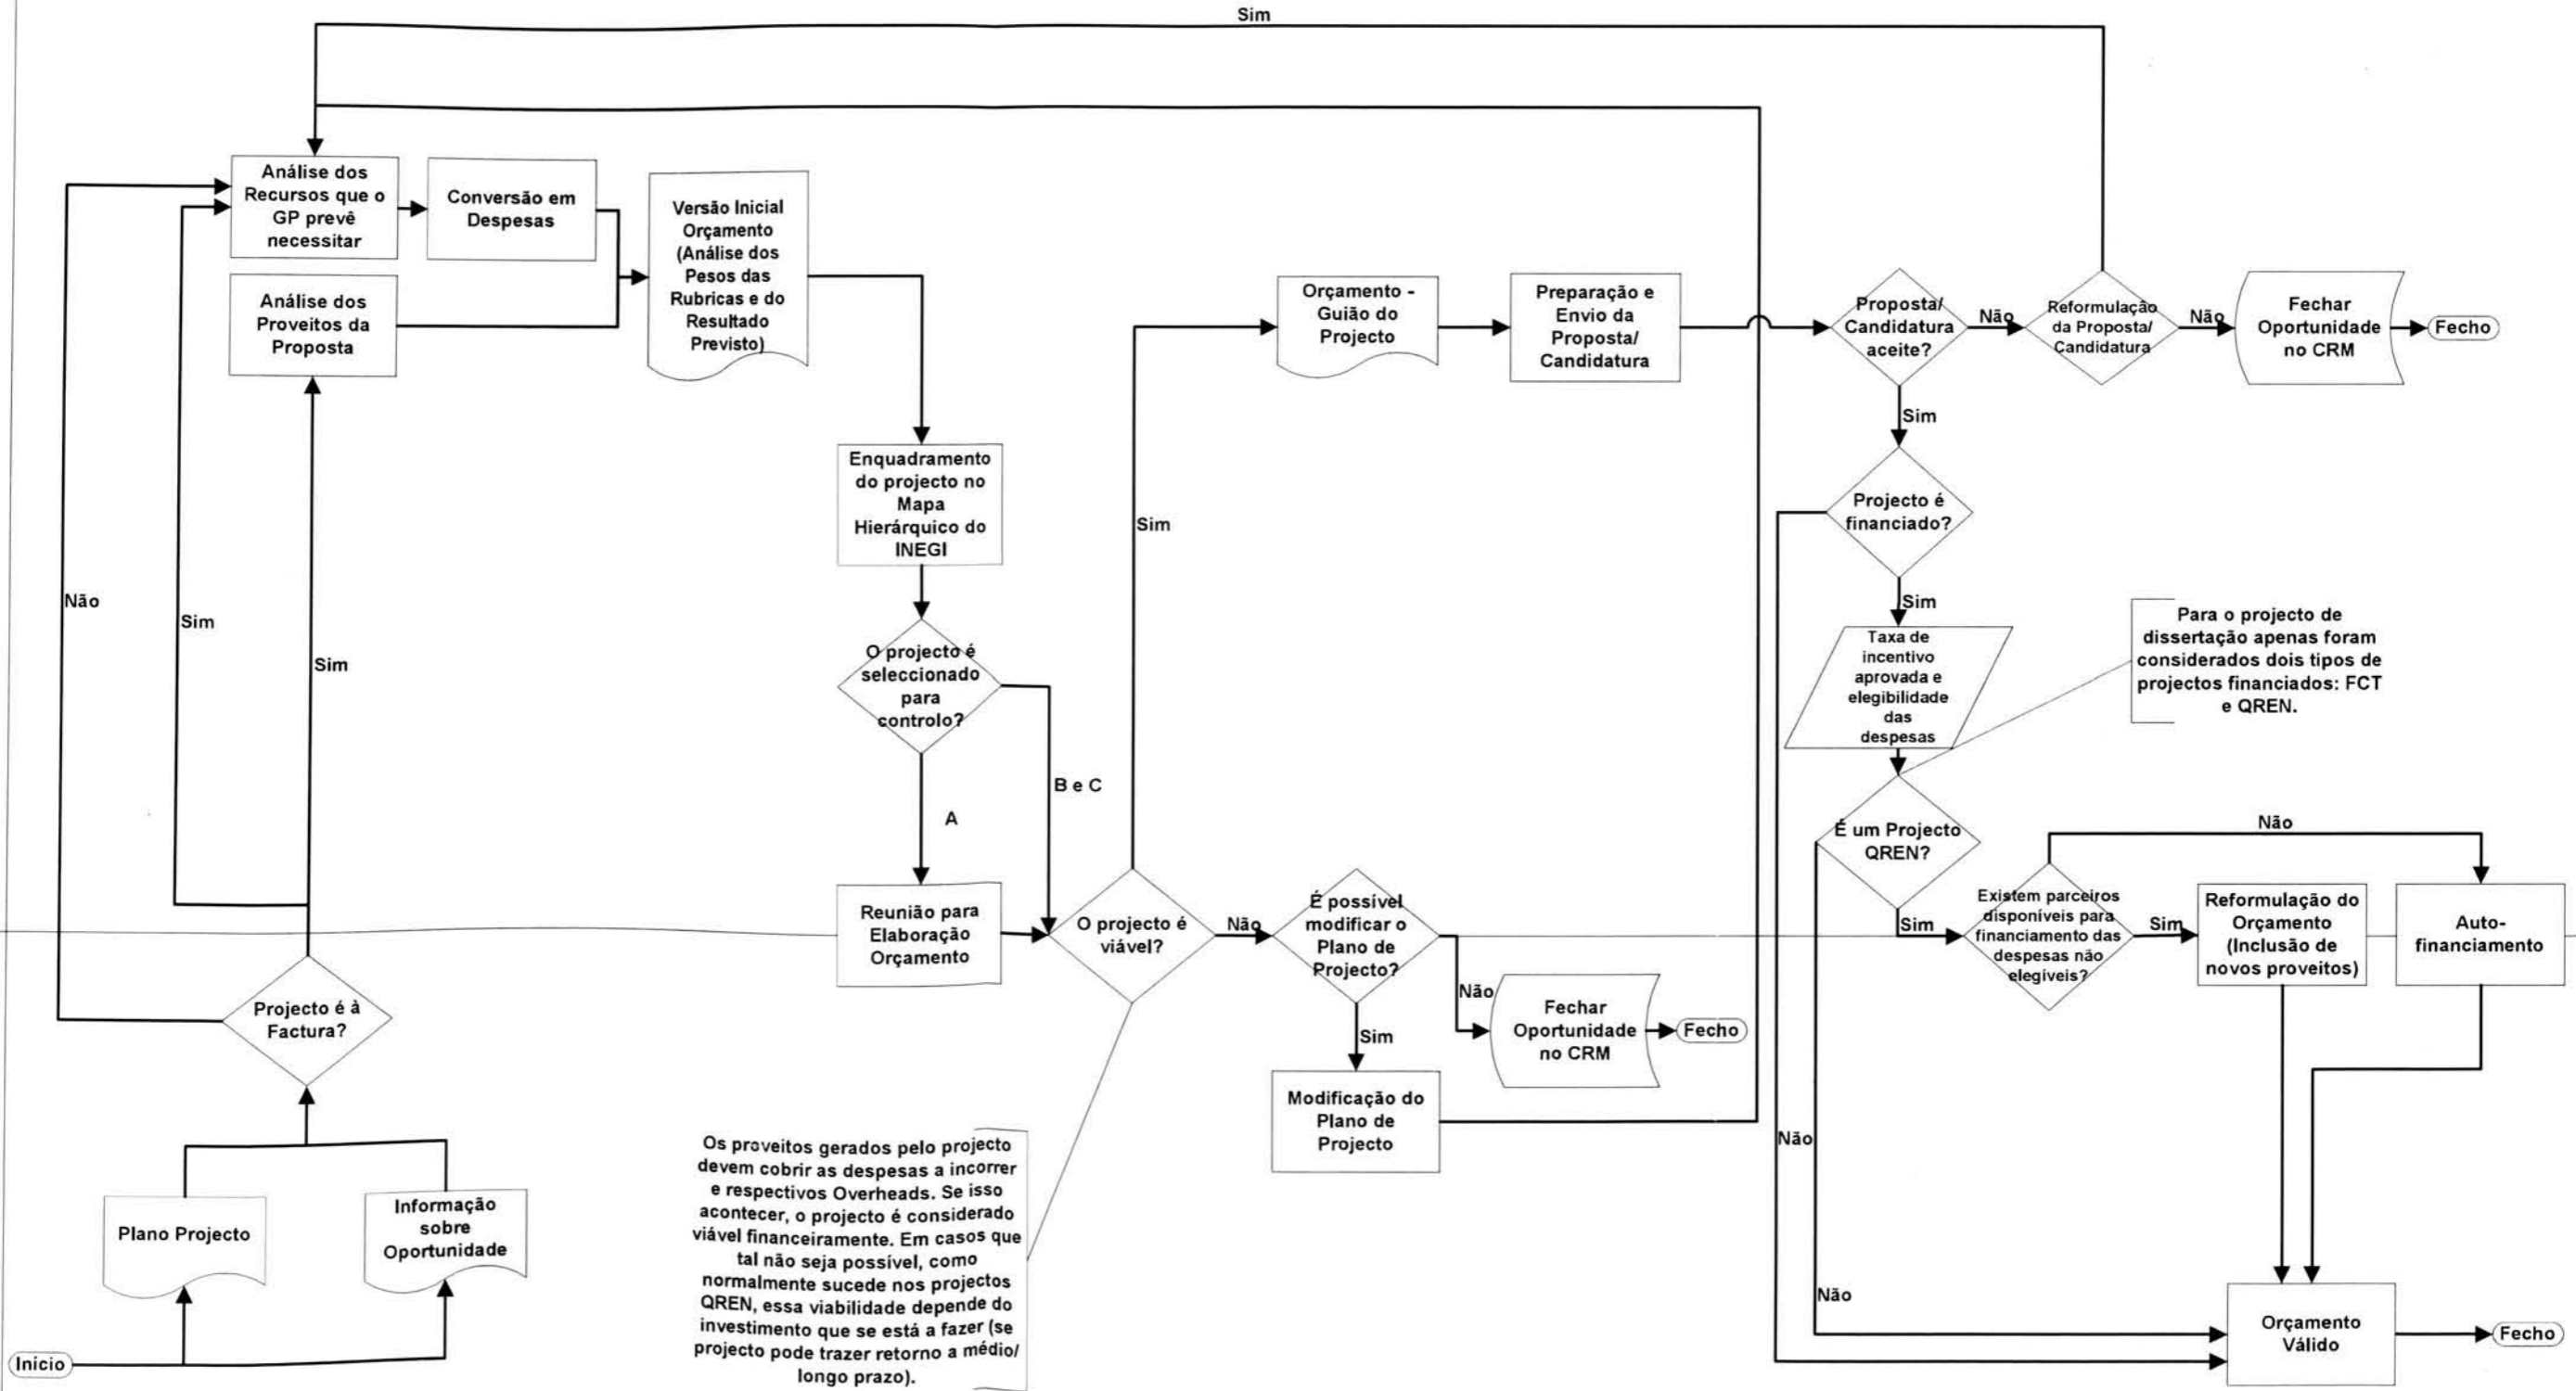 Sim
Análise dos
Recursos que o
GP prevê
necessitar
Conversão em
Despesas
Versão Inicial
Orçamento
(Análise dos
Pesos das
Rubricas e do
Resultado
Previsto)
Análise dos
Proveitos da
Proposta
Orçamento -
Guião do
Projecto
Preparação e
Envio da
Proposta/
Candidatura
Proposta/
Candidatura
aceite?
Não
Reformulação
da Proposta/
Candidatura
Não
Fechar
Oportunidade
no CRM
Fecho
Sim
Enquadramento
do projecto no
Mapa
Hierárquico do
INEGI
Sim
Projecto é
financiado?
Não
Sim
Sim
Sim
Taxa de
incentivo
aprovada e
elegibilidade
das
despesas
Para o projecto de
dissertação apenas foram
considerados dois tipos de
projectos financiados: FCT
e QREN.
O projecto é
seleccionado
para
controlo?
B e C
A
É um Projecto
QREN?
Não
Reunião para
Elaboração
Orçamento
O projecto é
viável?
Não
É possível
modificar o
Plano de
Projecto?
Sim
Existem parceiros
disponíveis para
financiamento das
despesas não
elegíveis?
Sim
Reformulação do
Orçamento
(Inclusão de
novos proveitos)
Auto-
financiamento
Projecto é à
Factura?
Não
Fechar
Oportunidade
no CRM
Fecho
Sim
Modificação do
Plano de
Projecto
Não
Os proveitos gerados pelo projecto
devem cobrir as despesas a incorrer
e respectivos Overheads. Se isso
acontecer, o projecto é considerado
viável financeiramente. Em casos que
tal não seja possível, como
normalmente sucede nos projectos
QREN, essa viabilidade depende do
investimento que se está a fazer (se
projecto pode trazer retorno a médio/
longo prazo).
Plano Projecto
Informação
sobre
Oportunidade
Não
Orçamento
Válido
Fecho
Início